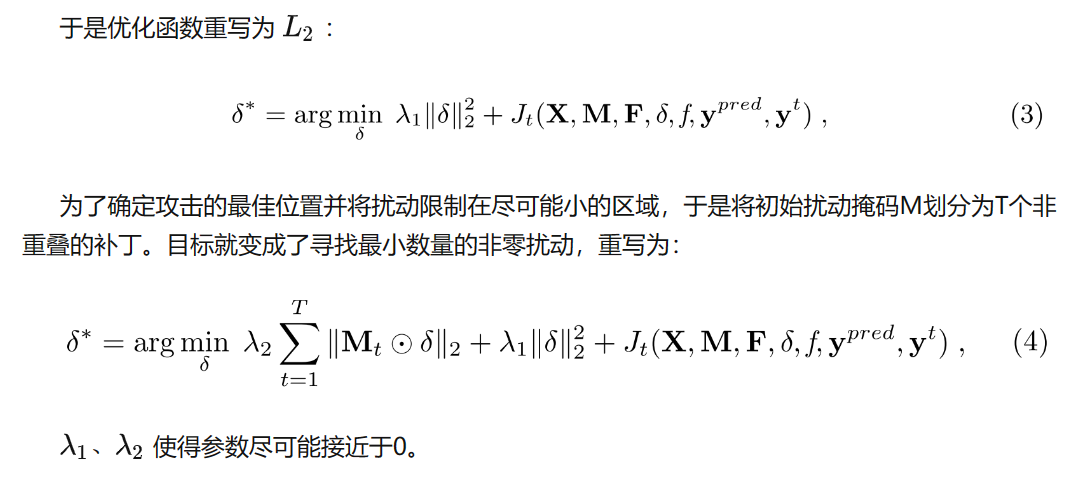 于是优化函数重写为 $L_2$ ：
$\delta^* = \arg\min_{\delta} \ \lambda_1 \|\delta\|_2^2 + J_t(\mathbf{X}, \mathbf{M}, \mathbf{F}, \delta, f, \mathbf{y}^{pred}, \mathbf{y}^t) \ ,$ (3)
为了确定攻击的最佳位置并将扰动限制在尽可能小的区域，于是将初始扰动掩码M划分为T个非
重叠的补丁。目标就变成了寻找最小数量的非零扰动，重写为：
$\delta^* = \arg\min_{\delta} \ \lambda_2 \sum_{t=1}^{T} \|\mathbf{M}_t \odot \delta\|_2 + \lambda_1 \|\delta\|_2^2 + J_t(\mathbf{X}, \mathbf{M}, \mathbf{F}, \delta, f, \mathbf{y}^{pred}, \mathbf{y}^t) \ ,$ (4)
$\lambda_1$、$\lambda_2$ 使得参数尽可能接近于0。